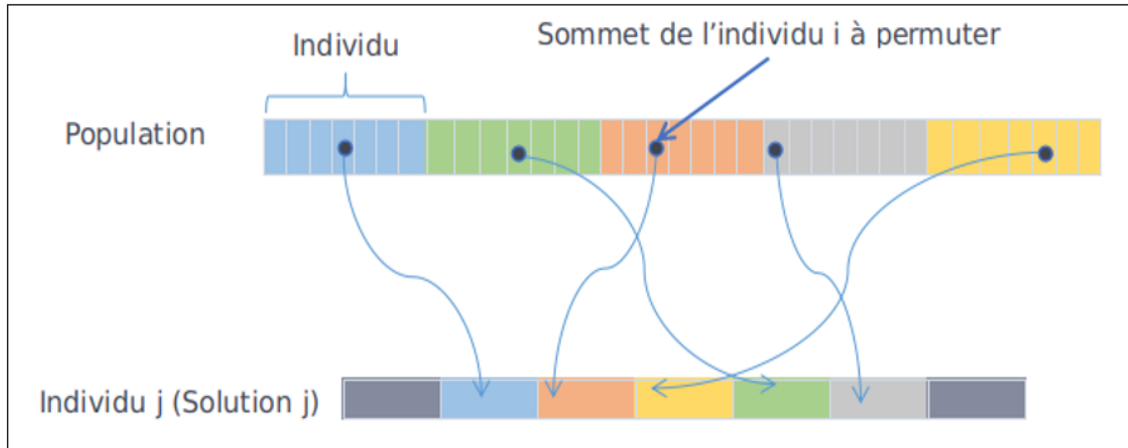 Sommet de l’individu i à permuter
Individu
Population
Individu j (Solution j)